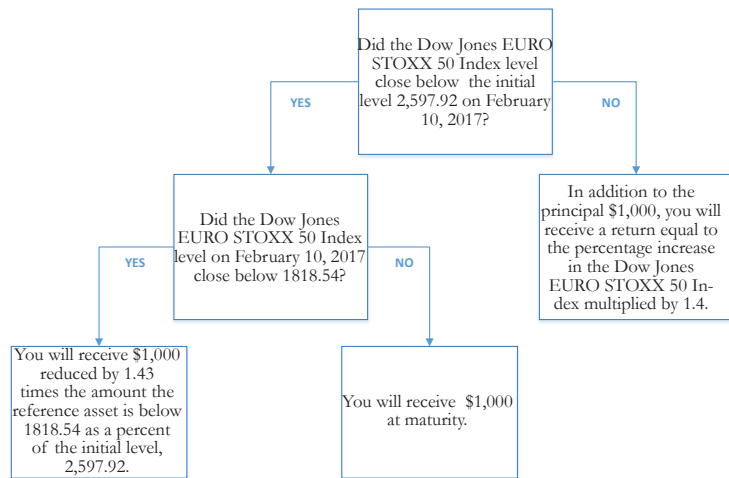 Did the Dow Jones EURO
STOXX 50 Index level
close below the initial
level 2,597.92 on February
10, 2017?
YES
NO
Did the Dow Jones
EURO STOXX 50 Index
level on February 10, 2017
close below 1818.54?
In addition to the
principal $1,000, you will
receive a return equal to
the percentage increase
in the Dow Jones
EURO STOXX 50 In-
dex multiplied by 1.4.
YES
NO
You will receive $1,000
reduced by 1.43
times the amount the
reference asset is below
1818.54 as a percent
of the initial level,
2,597.92.
You will receive $1,000
at maturity.